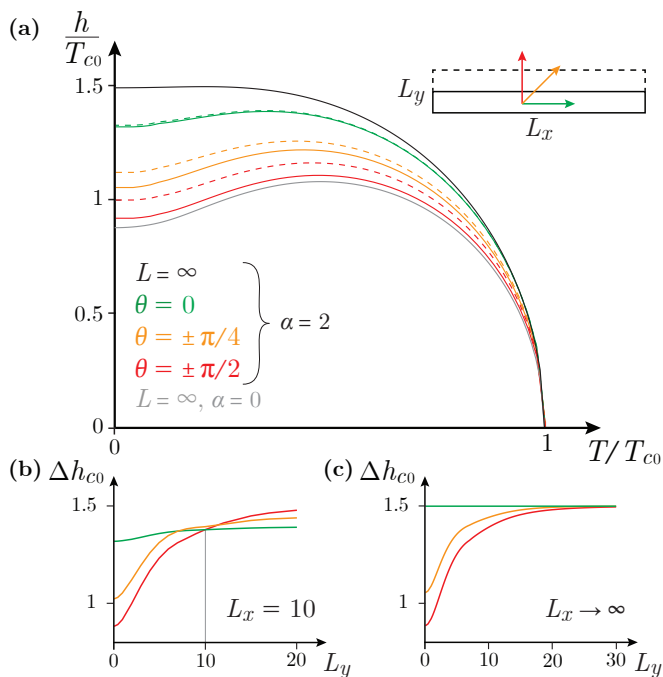 (a)
h/T_{c0}
1.5
1
0.5
0
0
1
T/T_{c0}
L_y
L_x
L = ∞
θ = 0
θ = ± π/4
θ = ± π/2
α = 2
L = ∞, α = 0
(b) Δh_{c0}
1.5
1
L_x = 10
0 10 20 L_y
(c) Δh_{c0}
1.5
1
L_x → ∞
0 10 20 30 L_y